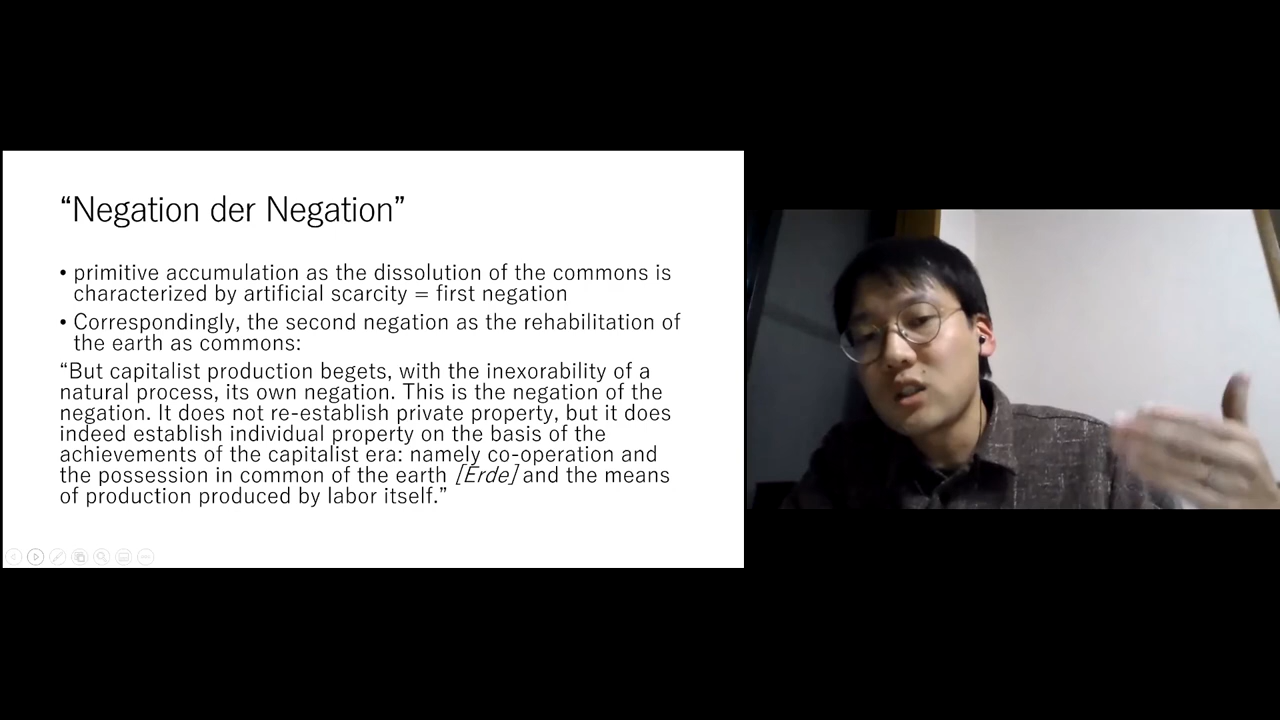 “Negation der Negation”
• primitive accumulation as the dissolution of the commons is
characterized by artificial scarcity = first negation
• Correspondingly, the second negation as the rehabilitation of
the earth as commons:
“But capitalist production begets, with the inexorability of a
natural process, its own negation. This is the negation of the
negation. It does not re-establish private property, but it does
indeed establish individual property on the basis of the
achievements of the capitalist era: namely co-operation and
the possession in common of the earth [Erde] and the means
of production produced by labor itself.”